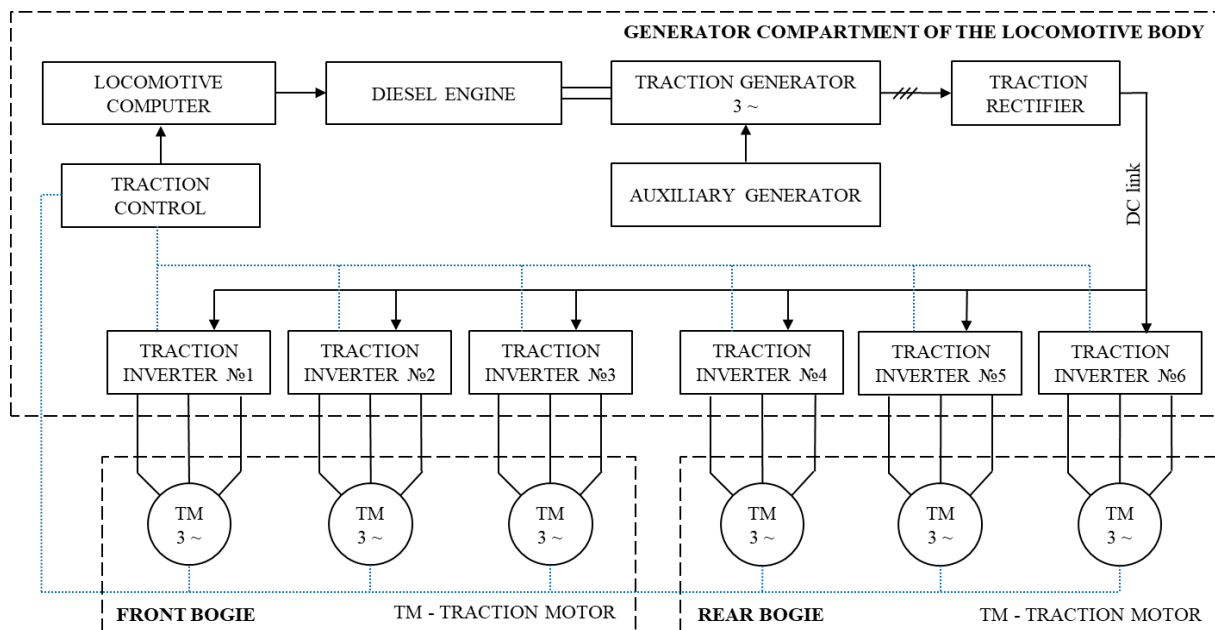 GENERATOR COMPARTMENT OF THE LOCOMOTIVE BODY
LOCOMOTIVE
COMPUTER
DIESEL ENGINE
TRACTION GENERATOR
3 ~
TRACTION
RECTIFIER
TRACTION
CONTROL
AUXILIARY GENERATOR
DC link
TRACTION
INVERTER №1
TRACTION
INVERTER №2
TRACTION
INVERTER №3
TRACTION
INVERTER №4
TRACTION
INVERTER №5
TRACTION
INVERTER №6
TM
3 ~
TM
3 ~
TM
3 ~
TM
3 ~
TM
3 ~
TM
3 ~
FRONT BOGIE
TM - TRACTION MOTOR
REAR BOGIE
TM - TRACTION MOTOR